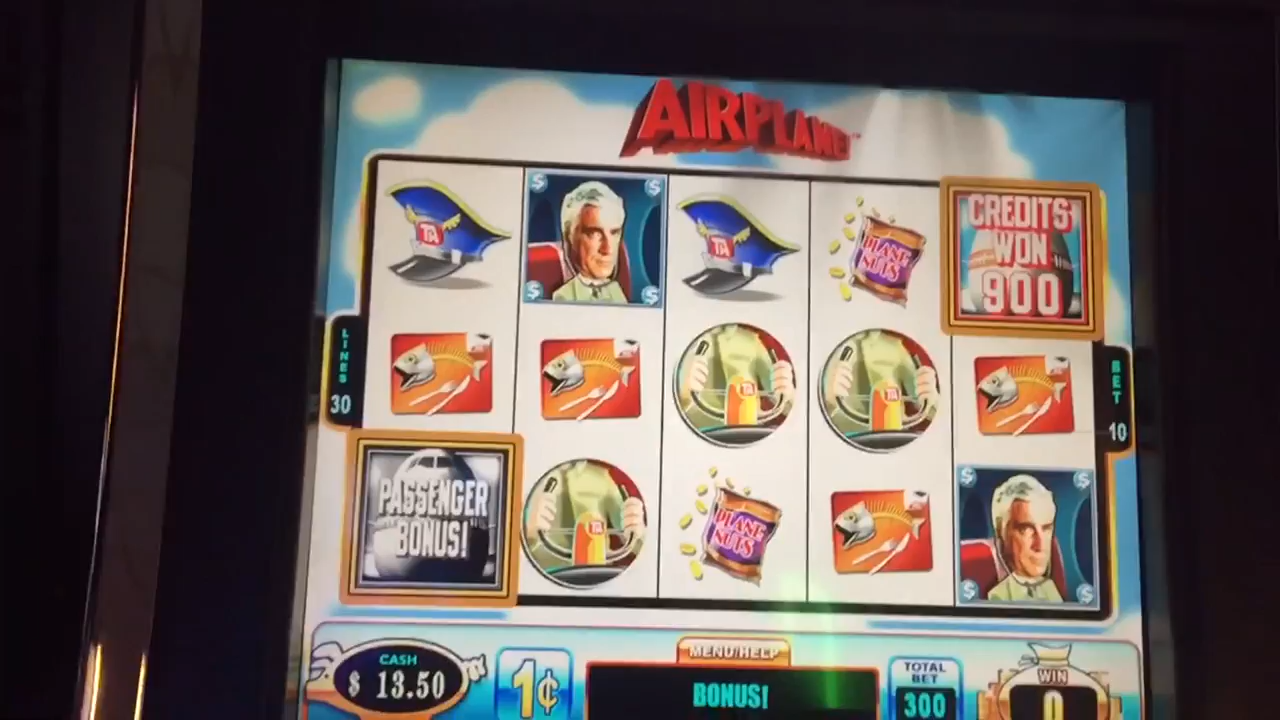 AIRPLANE!™
TA
TA
PLANE
NUTS
CREDITS
WON
900
LINES
30
BET
10
TA
TA
PASSENGER
BONUS!
TA
PLANE
NUTS
CASH
$ 13.50
1¢
MENU/HELP
BONUS!
TOTAL
BET
300
WIN
0